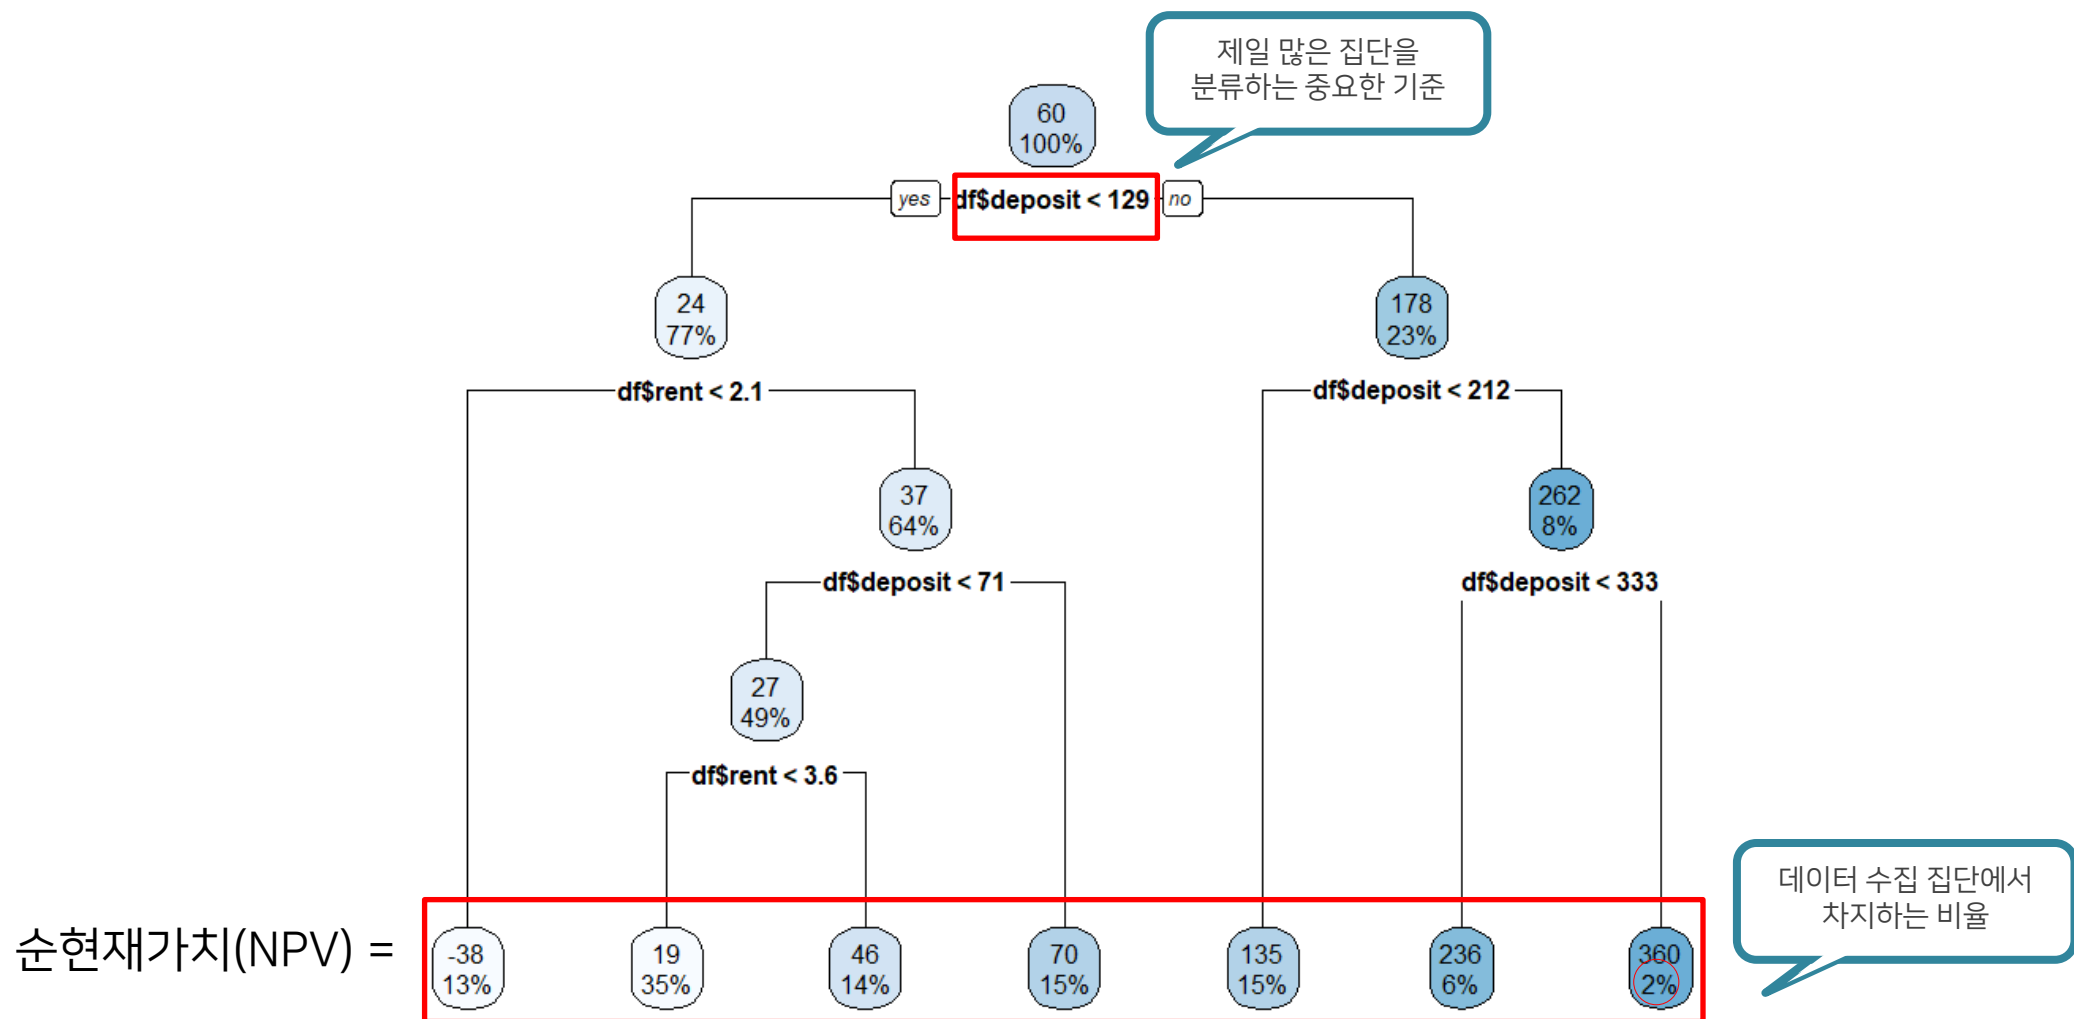 제일 많은 집단을
분류하는 중요한 기준
60
100%
yes
df$deposit < 129
no
24
77%
178
23%
df$rent < 2.1
df$deposit < 212
37
64%
262
8%
df$deposit < 71
df$deposit < 333
27
49%
df$rent < 3.6
데이터 수집 집단에서
차지하는 비율
순현재가치(NPV) =
-38
13%
19
35%
46
14%
70
15%
135
15%
236
6%
360
2%